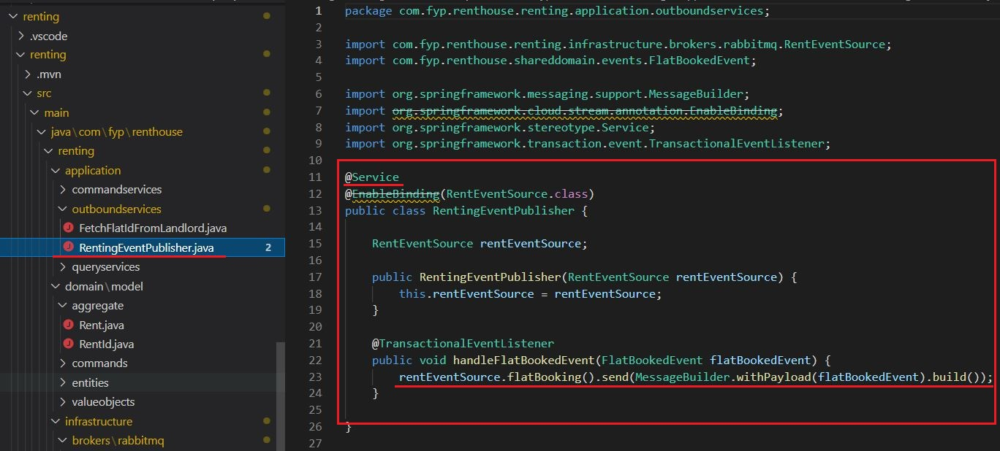 renting
.vscode
renting
.mvn
src
main
java\com\fyp\renthouse
renting
application
commandservices
outboundservices
FetchFlatIdFromLandlord.java
RentingEventPublisher.java 2
queryservices
domain\model
aggregate
Rent.java
RentId.java
commands
entities
valueobjects
infrastructure
brokers\rabbitmq
1 package com.fyp.renthouse.renting.application.outboundservices;
2
3 import com.fyp.renthouse.renting.infrastructure.brokers.rabbitmq.RentEventSource;
4 import com.fyp.renthouse.shareddomain.events.FlatBookedEvent;
5
6 import org.springframework.messaging.support.MessageBuilder;
7 import org.springframework.cloud.stream.annotation.EnableBinding;
8 import org.springframework.stereotype.Service;
9 import org.springframework.transaction.event.TransactionalEventListener;
10
11 @Service
12 @EnableBinding(RentEventSource.class)
13 public class RentingEventPublisher {
14
15 RentEventSource rentEventSource;
16
17 public RentingEventPublisher(RentEventSource rentEventSource) {
18 this.rentEventSource = rentEventSource;
19 }
20
21 @TransactionalEventListener
22 public void handleFlatBookedEvent(FlatBookedEvent flatBookedEvent) {
23 rentEventSource.flatBooking().send(MessageBuilder.withPayload(flatBookedEvent).build());
24 }
25
26 }
27